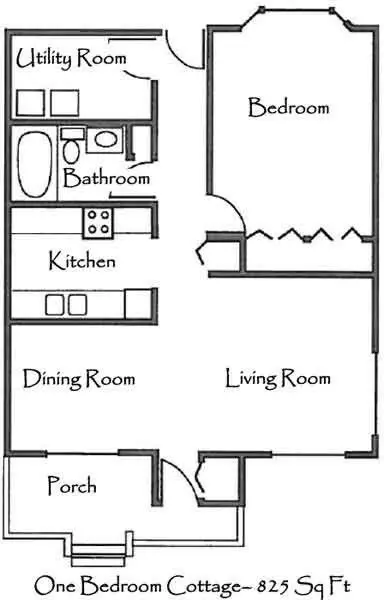 Utility Room
Bedroom
Bathroom
Kitchen
Dining Room
Living Room
Porch
One Bedroom Cottage– 825 Sq Ft